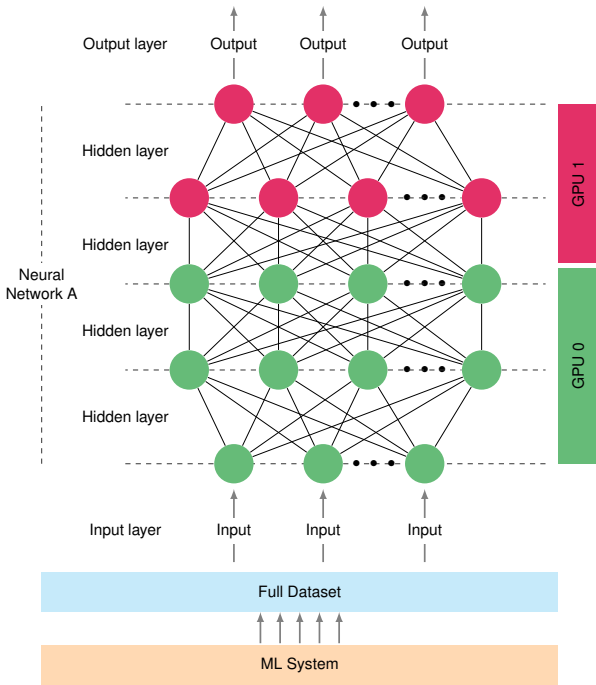 Output layer
Output
Output
Output
Hidden layer
GPU 1
Hidden layer
Neural
Network A
Hidden layer
GPU 0
Hidden layer
Input layer
Input
Input
Input
Full Dataset
ML System